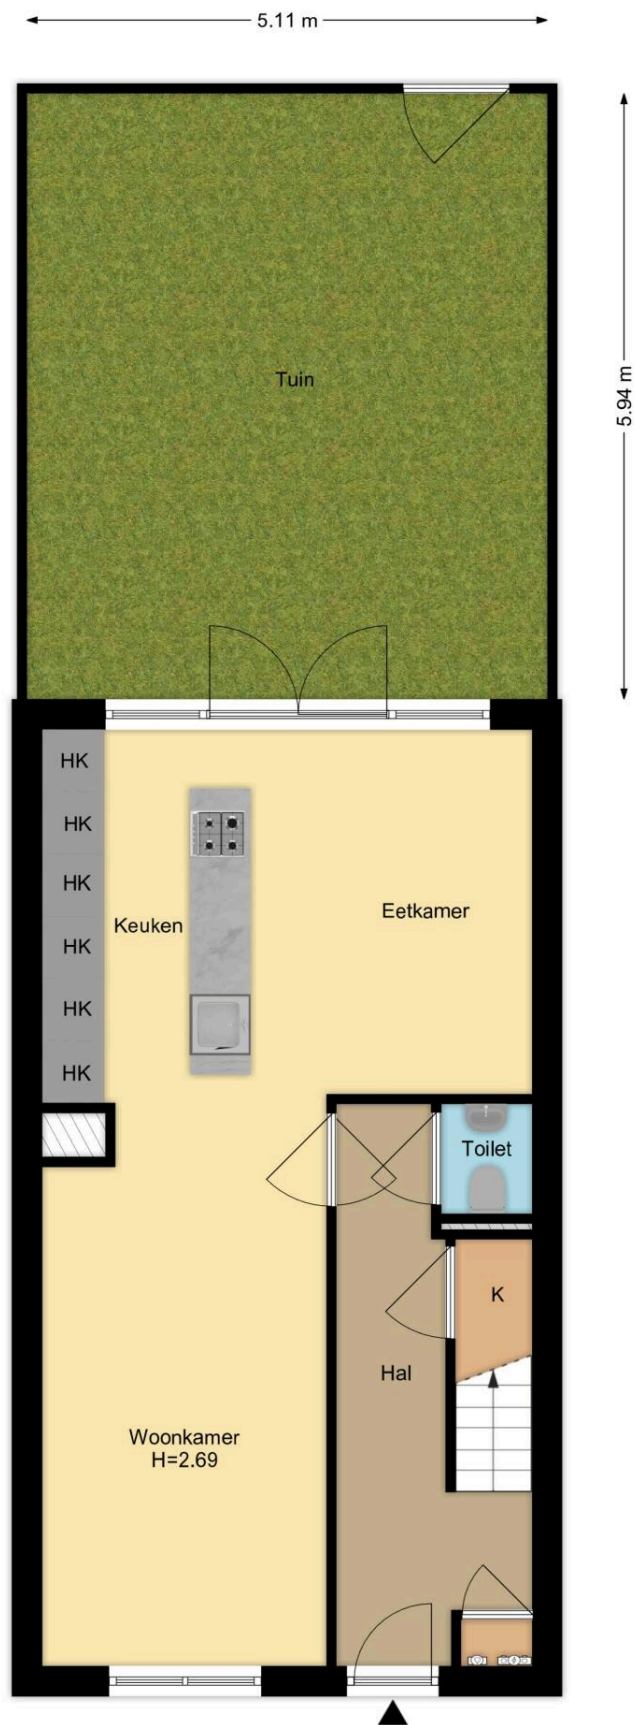 5.11 m
5.94 m
Tuin
HK
HK
HK
HK
HK
HK
Keuken
Eetkamer
Toilet
K
Hal
Woonkamer
H=2.69